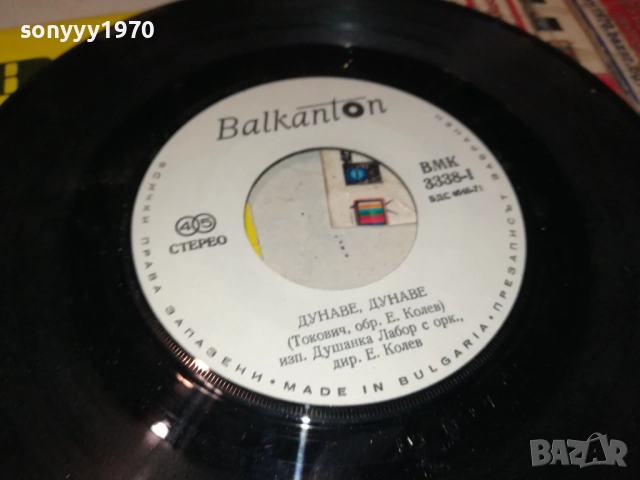 sonyyy1970
Balkanton
ВМК
3338-I
45
СТЕРЕО
ДУНАВЕ, ДУНАВЕ
(Токович, обр. Е. Колев)
изп. Душанка Лабор с орк.,
дир. Е. Колев
ВСИЧКИ ПРАВА ЗАПАЗЕНИ • MADE IN BULGARIA • ПРЕЗАПИСЪТ ЗАБРАНЕН
BAZAR